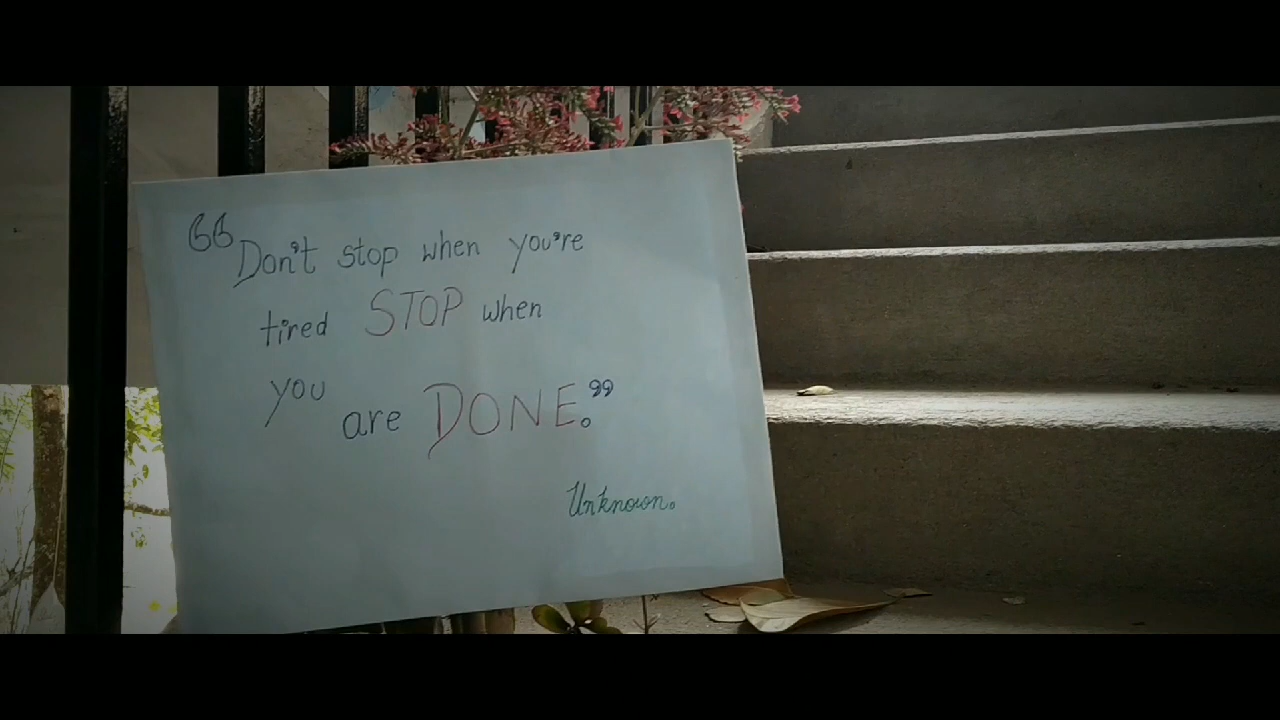 “Don't stop when you're
tired STOP when
you are DONE.”
Unknown.